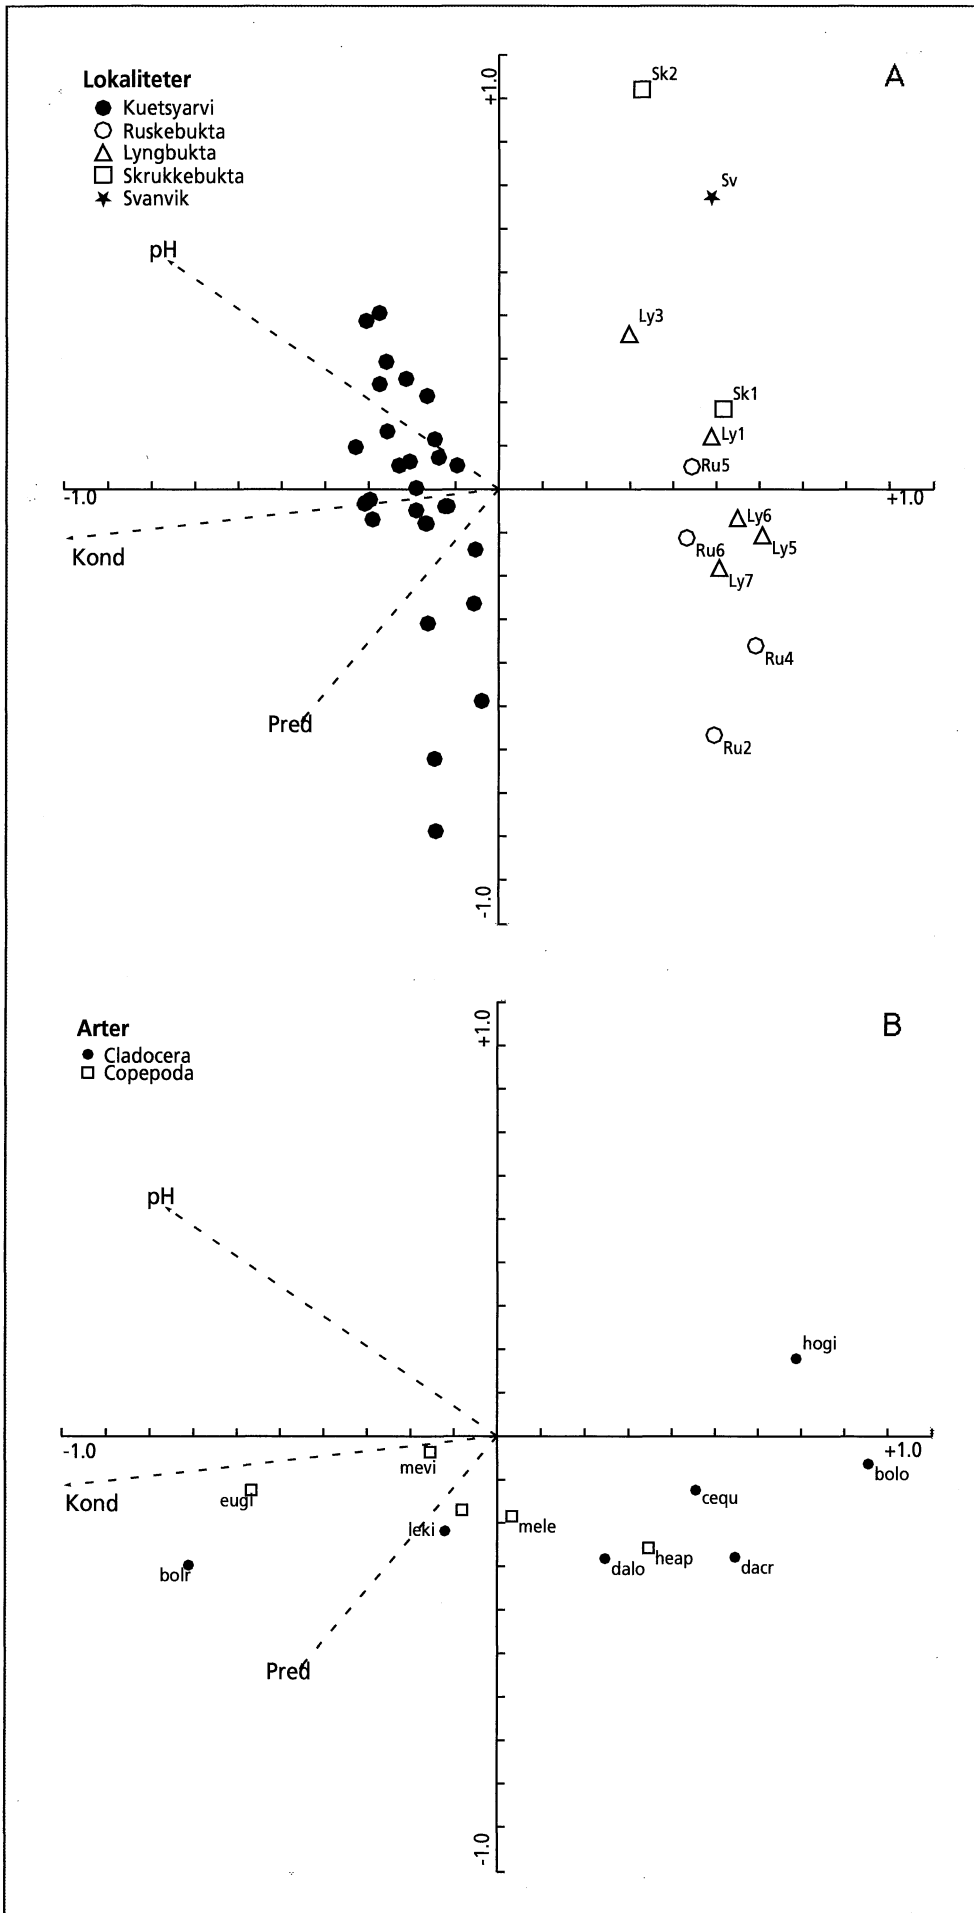 A
Lokaliteter
Kuetsyarvi
Ruskebukta
Lyngbukta
Skrukkebukta
Svanvik
+1.0
Sk2
Sv
pH
Ly3
Sk1
Ly1
Ru5
-1.0
+1.0
Kond
Ly6
Ru6
Ly5
Ly7
Ru4
Pred
Ru2
-1.0
B
Arter
Cladocera
Copepoda
+1.0
pH
hogi
-1.0
+1.0
mevi
bolo
Kond
eugl
cequ
leki
mele
heap
dalo
dacr
bolr
Pred
-1.0